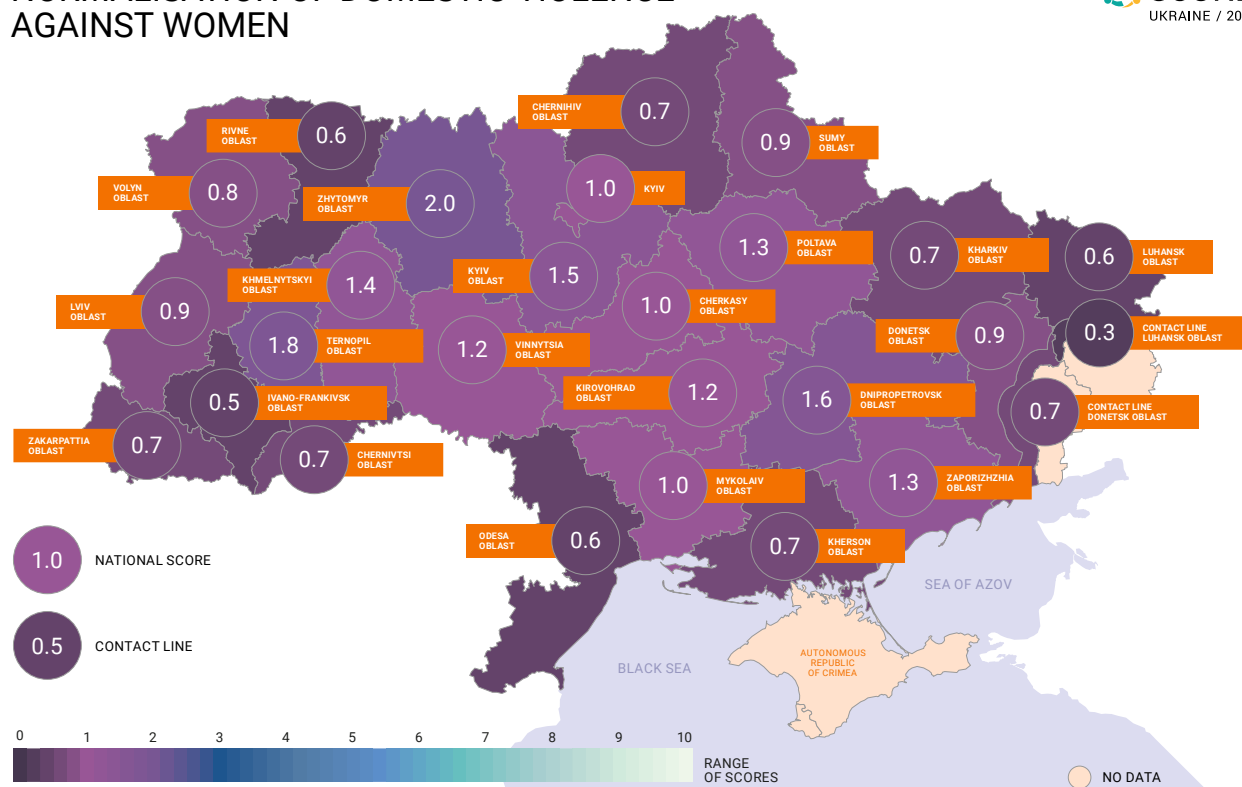 AGAINST WOMEN
UKRAINE / 20
CHERNIHIV
OBLAST
0.7
RIVNE
OBLAST
0.6
SUMY
OBLAST
0.9
VOLYN
OBLAST
0.8
ZHYTOMYR
OBLAST
2.0
1.0
KYIV
1.3
POLTAVA
OBLAST
0.7
KHARKIV
OBLAST
0.6
LUHANSK
OBLAST
KHMELNYTSKYI
OBLAST
1.4
KYIV
OBLAST
1.5
1.0
CHERKASY
OBLAST
LVIV
OBLAST
0.9
1.8
TERNOPIL
OBLAST
1.2
VINNYTSIA
OBLAST
DONETSK
OBLAST
0.9
0.3
CONTACT LINE
LUHANSK OBLAST
0.5
IVANO-FRANKIVSK
OBLAST
KIROVOHRAD
OBLAST
1.2
1.6
DNIPROPETROVSK
OBLAST
0.7
CONTACT LINE
DONETSK OBLAST
ZAKARPATTIA
OBLAST
0.7
0.7
CHERNIVTSI
OBLAST
1.0
MYKOLAIV
OBLAST
1.3
ZAPORIZHZHIA
OBLAST
ODESA
OBLAST
0.6
0.7
KHERSON
OBLAST
1.0
NATIONAL SCORE
0.5
CONTACT LINE
SEA OF AZOV
BLACK SEA
AUTONOMOUS
REPUBLIC
OF CRIMEA
0 1 2 3 4 5 6 7 8 9 10
RANGE
OF SCORES
NO DATA